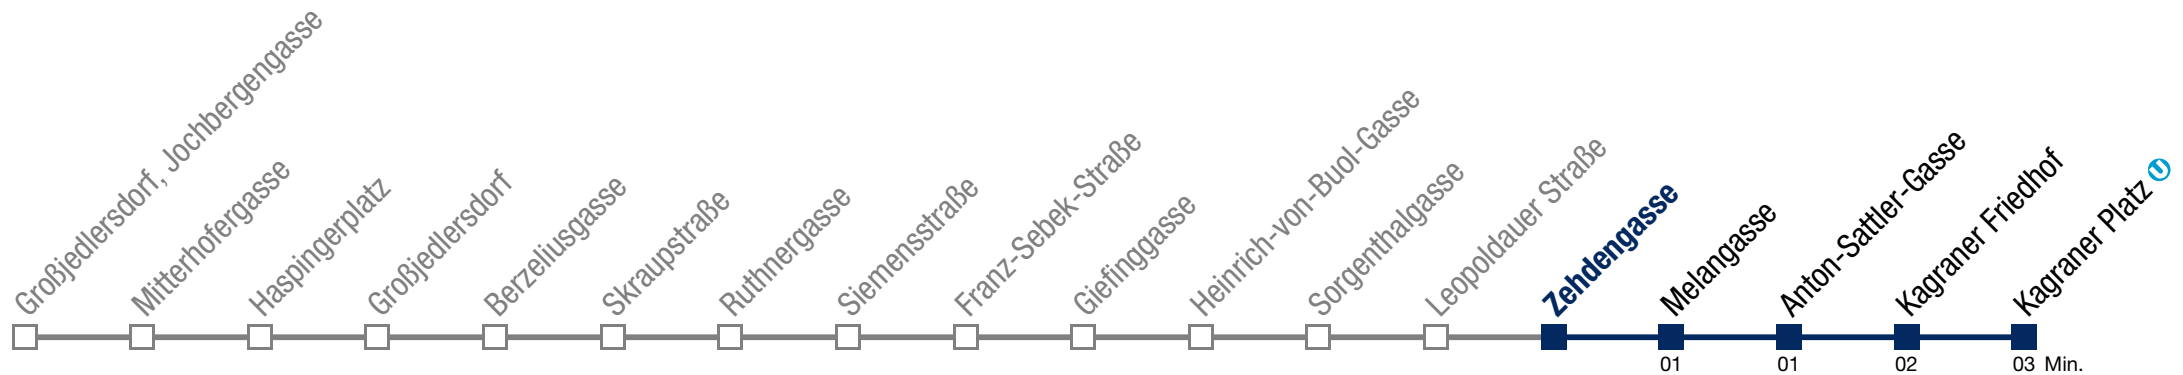 Großjedlersdorf, Jochbergengasse
Mitterhofergasse
Haspingerplatz
Großjedlersdorf
Berzeliusgasse
Skraupstraße
Ruthnergasse
Siemensstraße
Franz-Sebek-Straße
Giefinggasse
Heinrich-von-Buol-Gasse
Sorgenthalgasse
Leopoldauer Straße
Zehdengasse
Melangasse
Anton-Sattler-Gasse
Kagraner Friedhof
Kagraner Platz U
01 01 02 03 Min.